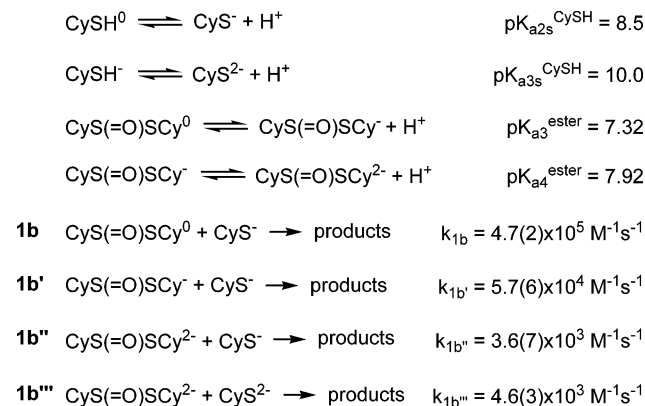 CySH⁰ ⇌ CyS⁻ + H⁺ pKₐ₂ₛ^CySH = 8.5
CySH⁻ ⇌ CyS²⁻ + H⁺ pKₐ₃ₛ^CySH = 10.0
CyS(=O)SCy⁰ ⇌ CyS(=O)SCy⁻ + H⁺ pKₐ₃^ester = 7.32
CyS(=O)SCy⁻ ⇌ CyS(=O)SCy²⁻ + H⁺ pKₐ₄^ester = 7.92
1b CyS(=O)SCy⁰ + CyS⁻ → products k1b = 4.7(2)x10⁵ M⁻¹s⁻¹
1b' CyS(=O)SCy⁻ + CyS⁻ → products k1b' = 5.7(6)x10⁴ M⁻¹s⁻¹
1b" CyS(=O)SCy²⁻ + CyS⁻ → products k1b" = 3.6(7)x10³ M⁻¹s⁻¹
1b''' CyS(=O)SCy²⁻ + CyS²⁻ → products k1b''' = 4.6(3)x10³ M⁻¹s⁻¹